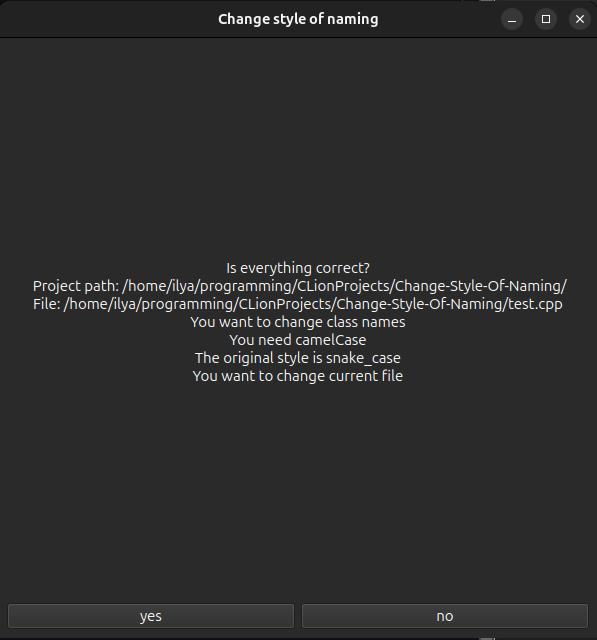 Change style of naming
Is everything correct?
Project path: /home/ilya/programming/CLionProjects/Change-Style-Of-Naming/
File: /home/ilya/programming/CLionProjects/Change-Style-Of-Naming/test.cpp
You want to change class names
You need camelCase
The original style is snake_case
You want to change current file
yes
no